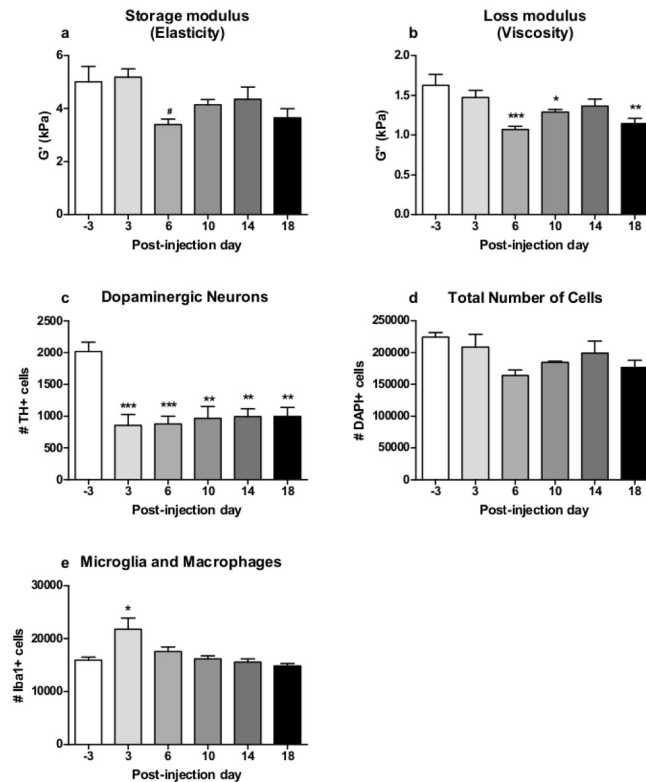 Storage modulus
(Elasticity)
a
G' (kPa)
6
4
2
0
#
-3 3 6 10 14 18
Post-injection day
Loss modulus
(Viscosity)
b
G'' (kPa)
2.0
1.5
1.0
0.5
0.0
*** * **
-3 3 6 10 14 18
Post-injection day
c Dopaminergic Neurons
# TH+ cells
2500
2000
1500
1000
500
0
*** *** ** ** **
-3 3 6 10 14 18
Post-injection day
d Total Number of Cells
# DAPI+ cells
250000
200000
150000
100000
50000
0
-3 3 6 10 14 18
Post-injection day
e Microglia and Macrophages
# Iba1+ cells
30000
20000
10000
0
*
-3 3 6 10 14 18
Post-injection day